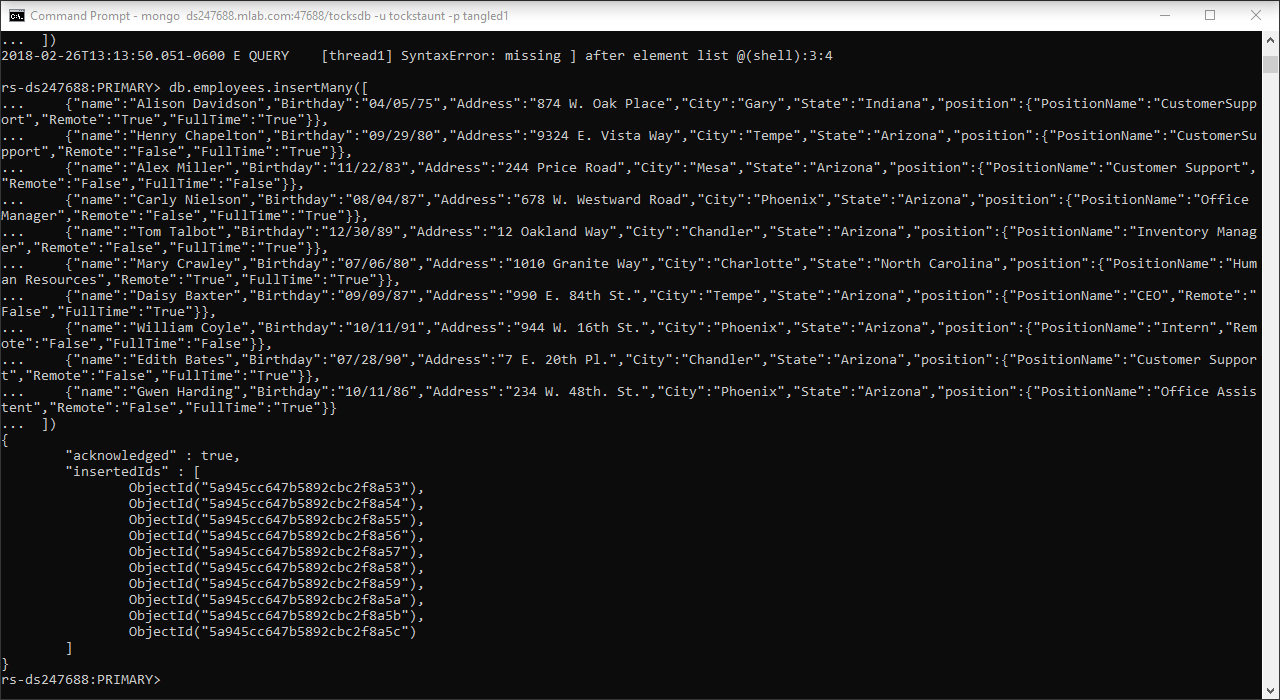 Command Prompt - mongo  ds247688.mlab.com:47688/tocksdb -u tockstaunt -p tangled1
...  ])
2018-02-26T13:13:50.051-0600 E QUERY    [thread1] SyntaxError: missing ] after element list @(shell):3:4
rs-ds247688:PRIMARY> db.employees.insertMany([
...     {"name":"Alison Davidson","Birthday":"04/05/75","Address":"874 W. Oak Place","City":"Gary","State":"Indiana","position":{"PositionName":"CustomerSupp
ort","Remote":"True","FullTime":"True"}},
...     {"name":"Henry Chapelton","Birthday":"09/29/80","Address":"9324 E. Vista Way","City":"Tempe","State":"Arizona","position":{"PositionName":"CustomerSu
pport","Remote":"False","FullTime":"True"}},
...     {"name":"Alex Miller","Birthday":"11/22/83","Address":"244 Price Road","City":"Mesa","State":"Arizona","position":{"PositionName":"Customer Support",
"Remote":"False","FullTime":"False"}},
...     {"name":"Carly Nielson","Birthday":"08/04/87","Address":"678 W. Westward Road","City":"Phoenix","State":"Arizona","position":{"PositionName":"Office 
Manager","Remote":"False","FullTime":"True"}},
...     {"name":"Tom Talbot","Birthday":"12/30/89","Address":"12 Oakland Way","City":"Chandler","State":"Arizona","position":{"PositionName":"Inventory Manag
er","Remote":"False","FullTime":"True"}},
...     {"name":"Mary Crawley","Birthday":"07/06/80","Address":"1010 Granite Way","City":"Charlotte","State":"North Carolina","position":{"PositionName":"Hum
an Resources","Remote":"True","FullTime":"True"}},
...     {"name":"Daisy Baxter","Birthday":"09/09/87","Address":"990 E. 84th St.","City":"Tempe","State":"Arizona","position":{"PositionName":"CEO","Remote":"
False","FullTime":"True"}},
...     {"name":"William Coyle","Birthday":"10/11/91","Address":"944 W. 16th St.","City":"Phoenix","State":"Arizona","position":{"PositionName":"Intern","Rem
ote":"False","FullTime":"False"}},
...     {"name":"Edith Bates","Birthday":"07/28/90","Address":"7 E. 20th Pl.","City":"Chandler","State":"Arizona","position":{"PositionName":"Customer Suppor
t","Remote":"False","FullTime":"True"}},
...     {"name":"Gwen Harding","Birthday":"10/11/86","Address":"234 W. 48th. St.","City":"Phoenix","State":"Arizona","position":{"PositionName":"Office Assis
tent","Remote":"False","FullTime":"True"}}
...  ])
{
        "acknowledged" : true,
        "insertedIds" : [
                ObjectId("5a945cc647b5892cbc2f8a53"),
                ObjectId("5a945cc647b5892cbc2f8a54"),
                ObjectId("5a945cc647b5892cbc2f8a55"),
                ObjectId("5a945cc647b5892cbc2f8a56"),
                ObjectId("5a945cc647b5892cbc2f8a57"),
                ObjectId("5a945cc647b5892cbc2f8a58"),
                ObjectId("5a945cc647b5892cbc2f8a59"),
                ObjectId("5a945cc647b5892cbc2f8a5a"),
                ObjectId("5a945cc647b5892cbc2f8a5b"),
                ObjectId("5a945cc647b5892cbc2f8a5c")
        ]
}
rs-ds247688:PRIMARY>